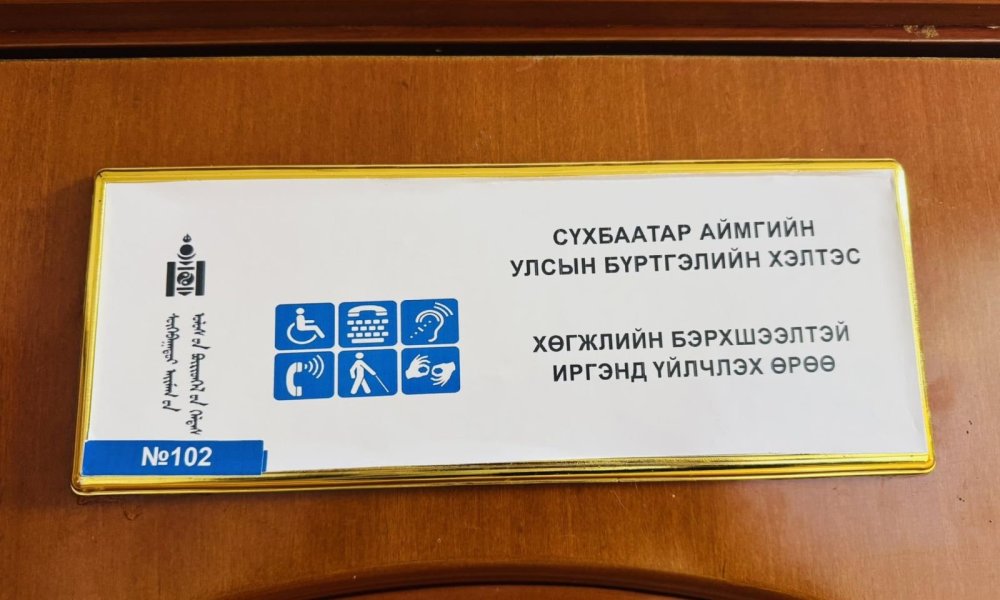 СҮХБААТАР АЙМГИЙН
УЛСЫН БҮРТГЭЛИЙН ХЭЛТЭС
ХӨГЖЛИЙН БЭРХШЭЭЛТЭЙ
ИРГЭНД ҮЙЛЧЛЭХ ӨРӨӨ
№102